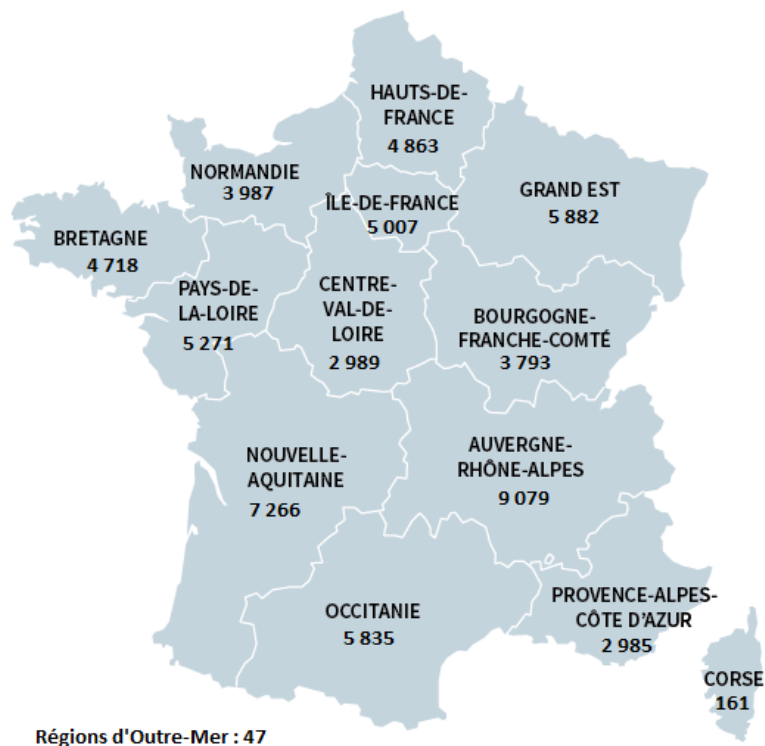 HAUTS-DE-
FRANCE
4 863
NORMANDIE
3 987
ÎLE-DE-FRANCE
5 007
GRAND EST
5 882
BRETAGNE
4 718
PAYS-DE-
LA-LOIRE
5 271
CENTRE-
VAL-DE-
LOIRE
2 989
BOURGOGNE-
FRANCHE-COMTÉ
3 793
NOUVELLE-
AQUITAINE
7 266
AUVERGNE-
RHÔNE-ALPES
9 079
OCCITANIE
5 835
PROVENCE-ALPES-
CÔTE D'AZUR
2 985
CORSE
161
Régions d'Outre-Mer : 47